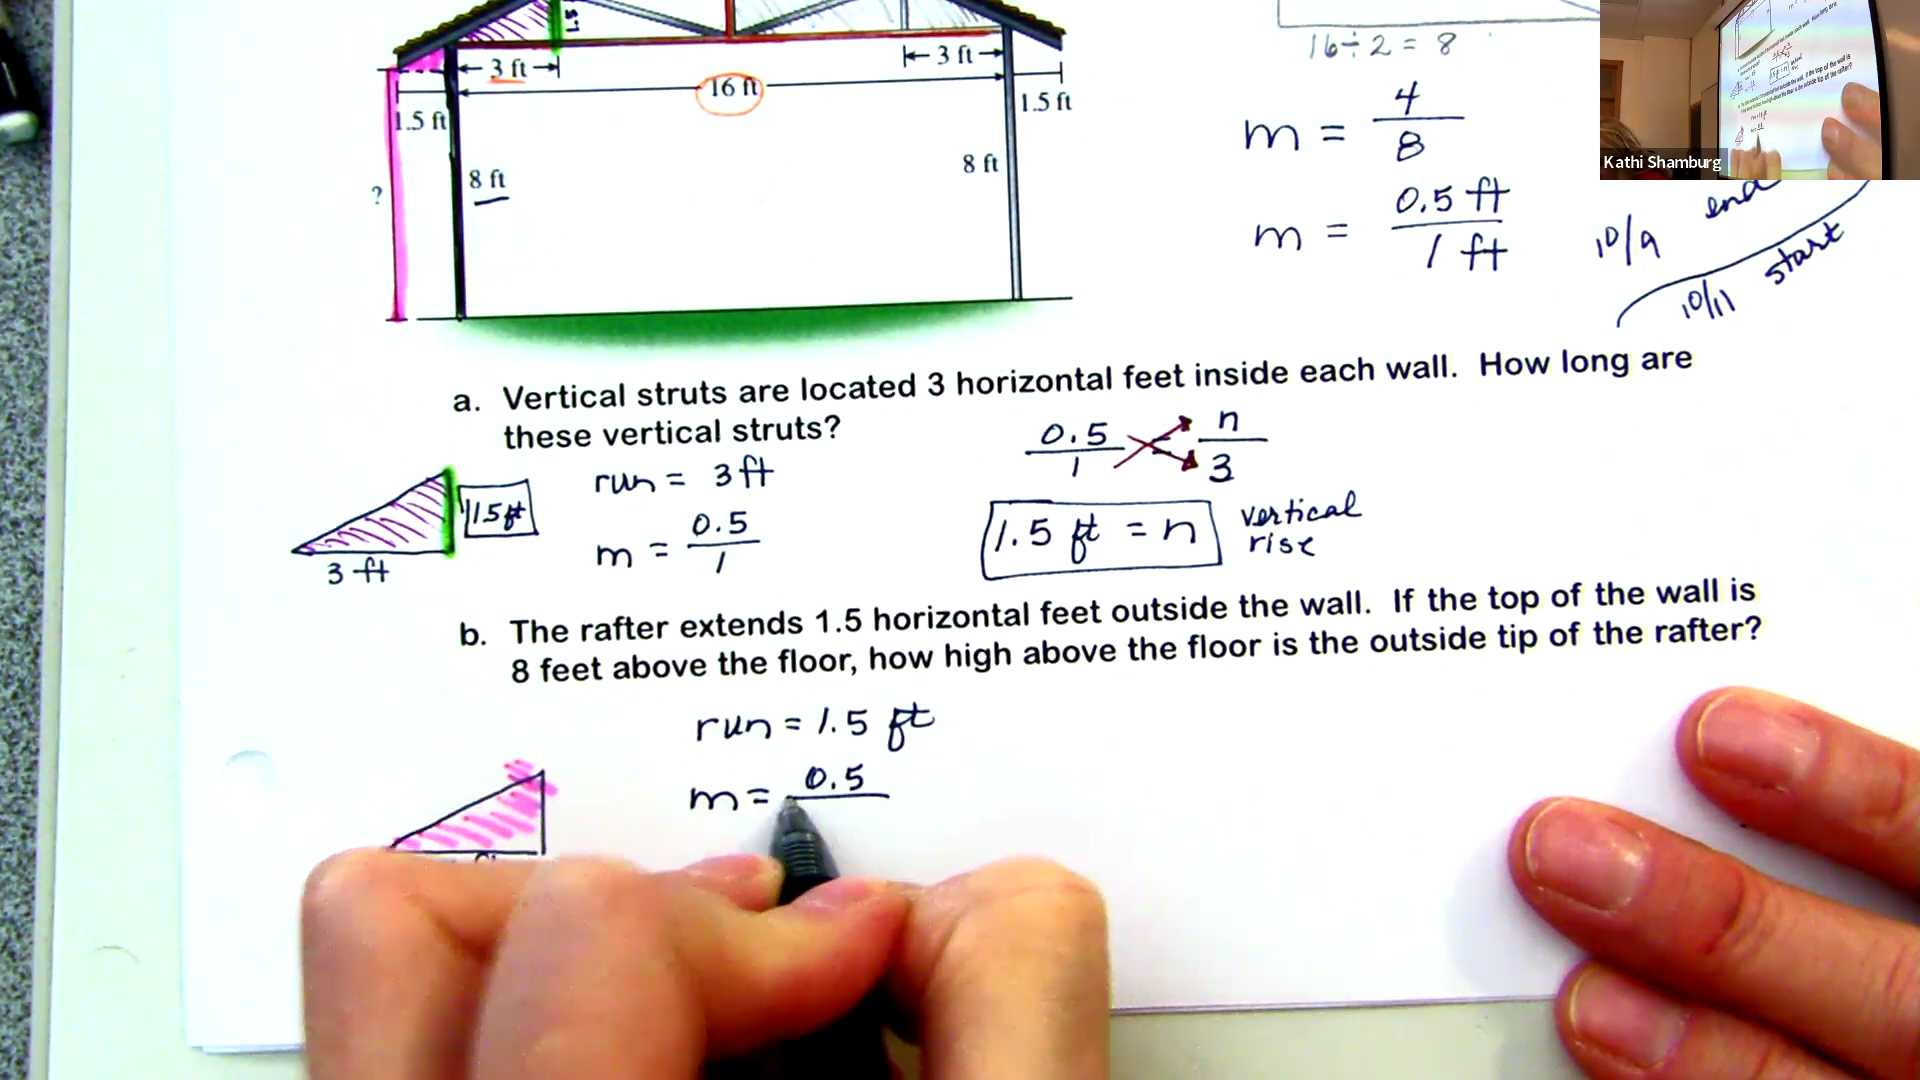 3 ft
16 ft
3 ft
1.5 ft
1.5 ft
8 ft
8 ft
?
16 ÷ 2 = 8
m = 4/8
m = 0.5 ft / 1 ft
10/9 end
10/11 start
Kathi Shamburg
a. Vertical struts are located 3 horizontal feet inside each wall. How long are
these vertical struts?
0.5/1 = n/3
run = 3 ft
1.5 ft
3 ft
m = 0.5/1
1.5 ft = n vertical
rise
b. The rafter extends 1.5 horizontal feet outside the wall. If the top of the wall is
8 feet above the floor, how high above the floor is the outside tip of the rafter?
run = 1.5 ft
m = 0.5